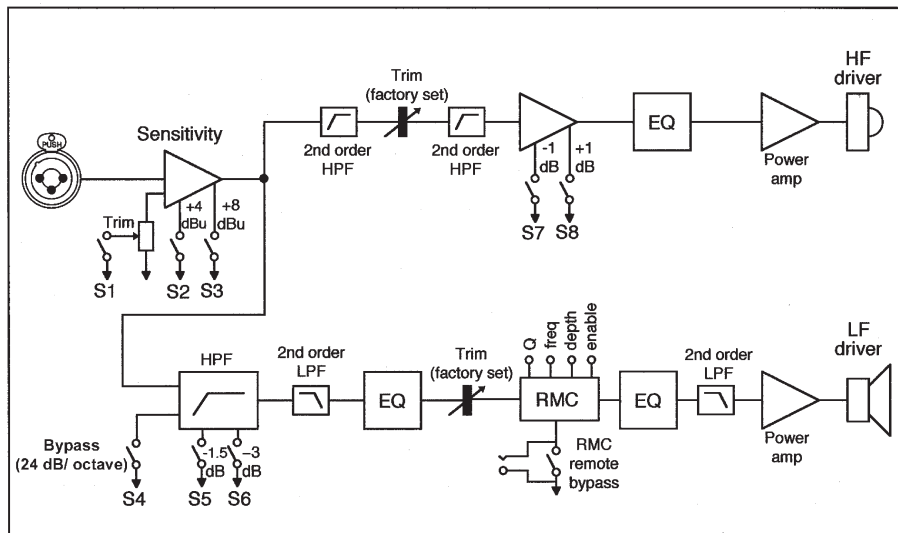 HF
driver
Trim
(factory set)
PUSH
Sensitivity
2nd order
HPF
2nd order
HPF
EQ
Power
amp
-1
dB
+1
dB
S7
S8
Trim
+4
dBu
+8
dBu
S1
S2
S3
HPF
2nd order
LPF
EQ
Trim
(factory set)
Q
freq
depth
enable
RMC
EQ
2nd order
LPF
LF
driver
Power
amp
Bypass
(24 dB/ octave)
-1.5
dB
–3
dB
RMC
remote
bypass
S4
S5
S6